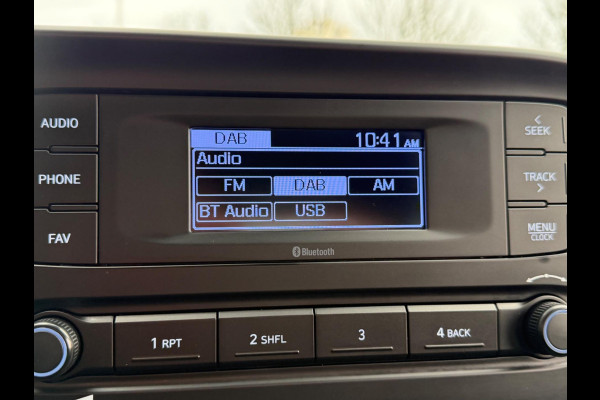 AUDIO
PHONE
FAV
DAB 10:41 AM
Audio
FM DAB AM
BT Audio USB
Bluetooth
< SEEK
TRACK >
MENU
CLOCK
1 RPT
2 SHFL
3
4 BACK